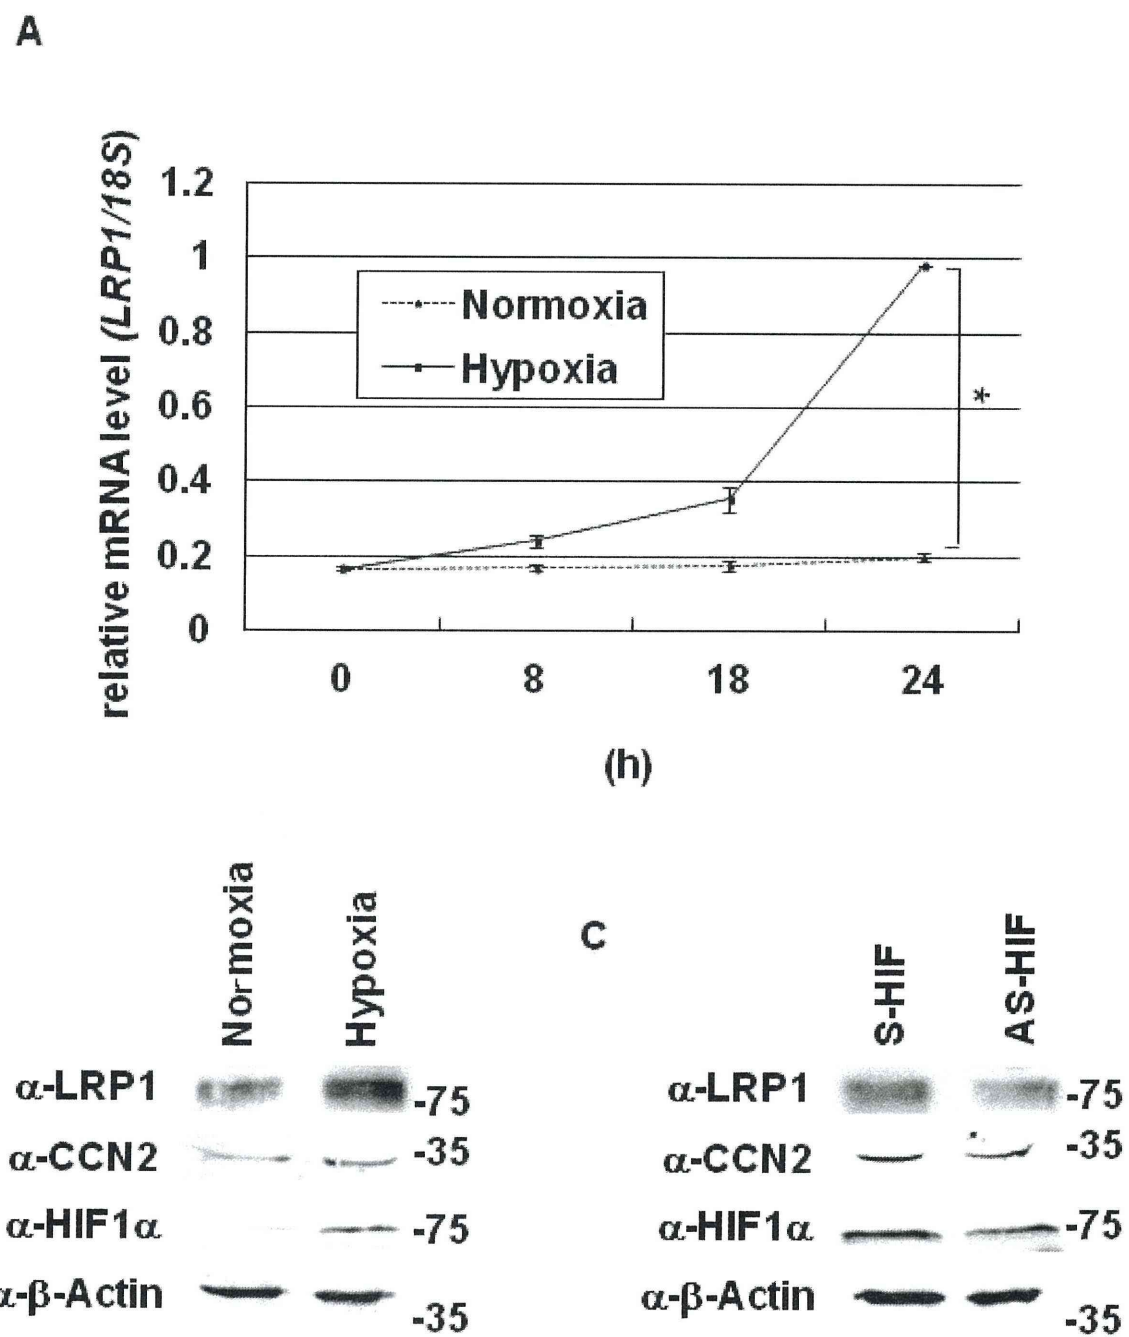 A
relative mRNA level (LRP1/18S)
1.2
1
0.8
0.6
0.4
0.2
0
Normoxia
Hypoxia
*
0 8 18 24
(h)
Normoxia Hypoxia
α-LRP1 -75
α-CCN2 -35
α-HIF1α -75
α-β-Actin -35
C
S-HIF AS-HIF
α-LRP1 -75
α-CCN2 -35
α-HIF1α -75
α-β-Actin -35